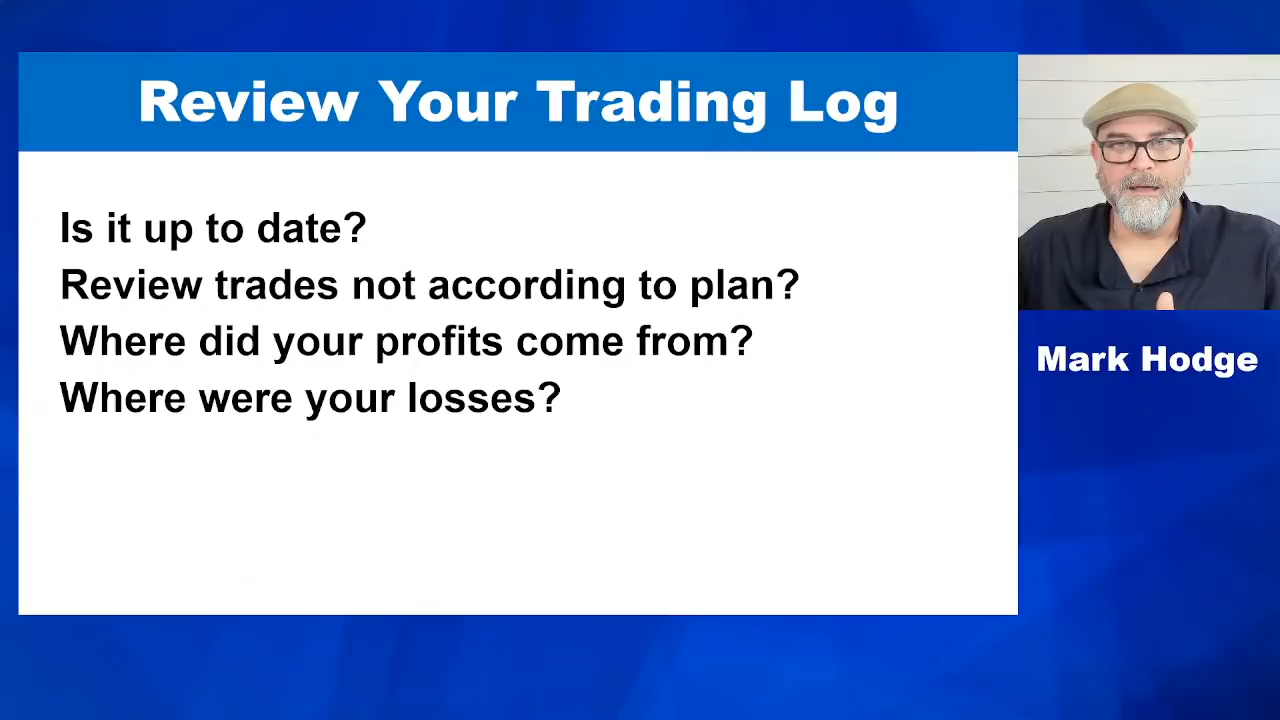 Review Your Trading Log
Is it up to date?
Review trades not according to plan?
Where did your profits come from?
Where were your losses?
Mark Hodge